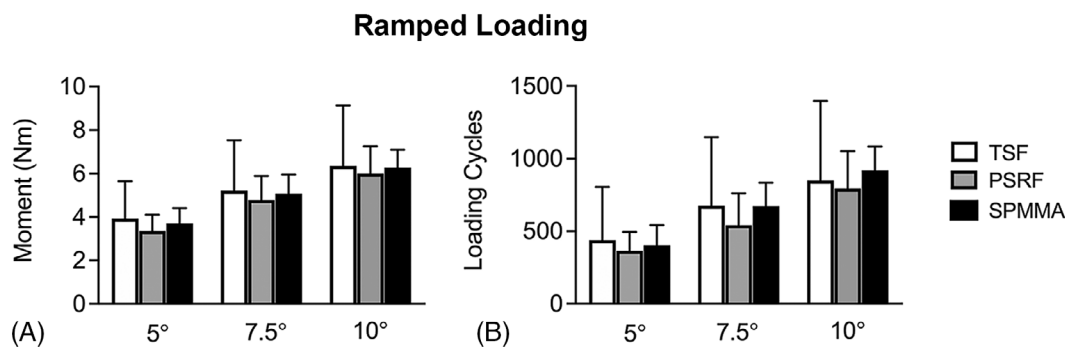 Ramped Loading
Moment (Nm)
10
8
6
4
2
0
5°
7.5°
10°
(A)
Loading Cycles
1500
1000
500
0
5°
7.5°
10°
(B)
TSF
PSRF
SPMMA